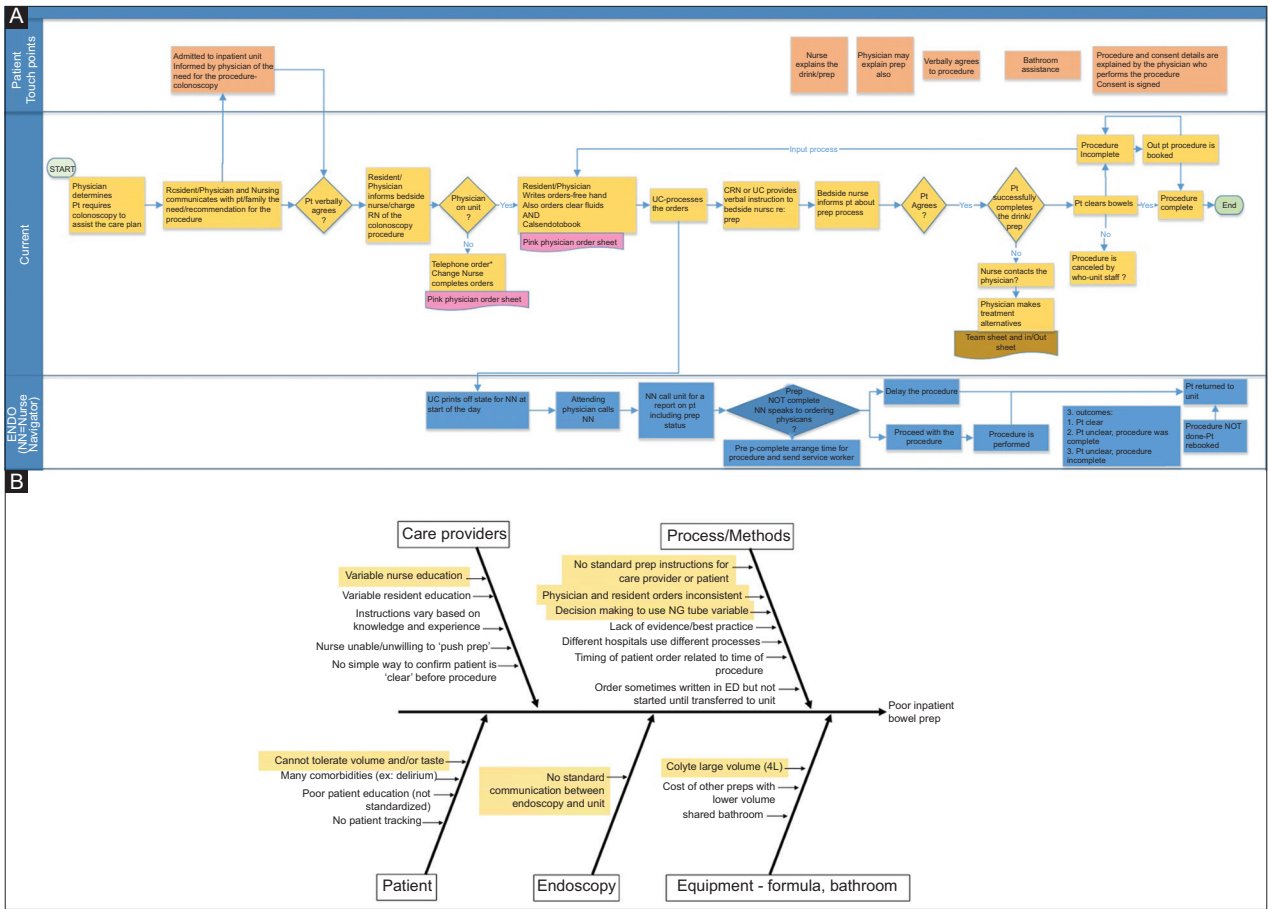 A
Patient
Touch points
Admitted to inpatient unit
Informed by physician of the
need for the procedure-
colonoscopy
Nurse
explains the
drink/prep
Physician may
explain prep
also
Verbally agrees
to procedure
Bathroom
assistance
Procedure and consent details are
explained by the physician who
performs the procedure
Consent is signed
Current
START
Physician
determines
Pt requires
colonoscopy to
assist the care plan
Rcsident/Physician and Nursing
communicates with pt/family the
need/recommendation for the
procedure
Pt verbally
agrees
?
Resident/
Physician
informs bedside
nurse/charge
RN of the
colonoscopy
procedure
Physician
on unit
?
Yes
No
Telephone order*
Change Nurse
completes orders
Pink physician order sheet
Resident/Physician
Writes orders-free hand
Also orders clear fluids
AND
Calsendotobook
Pink physician order sheet
Input process
UC-processes
the orders
CRN or UC provides
verbal instruction to
bedside nursc re:
prep
Bedside nurse
informs pt about
prep process
Pt
Agrees
?
Yes
Pt
successfully
completes
the drink/
prep
No
Nurse contacts the
physician?
Physician makes
treatment
alternatives
Team sheet and in/Out
sheet
Procedure
Incomplete
Out pt procedure is
booked
Pt clears bowels
Yes
Procedure
complete
End
No
Procedure is
canceled by
who-unit staff ?
ENDO
(NN=Nurse
Navigator)
UC prints off state for NN at
start of the day
Attending
physician calls
NN
NN call unit for a
report on pt
including prep
status
Prep
NOT complete
NN speaks to ordering
physicians
?
Pre p-complete arrange time for
procedure and send service worker
Delay the procedure
Proceed with the
procedure
Procedure is
performed
3. outcomes:
1. Pt clear
2. Pt unclear, procedure was
complete
3. Pt unclear, procedure
incomplete
Pt returned to
unit
Procedure NOT
done-Pt
rebooked
B
Care providers
Variable nurse education
Variable resident education
Instructions vary based on
knowledge and experience
Nurse unable/unwilling to ‘push prep’
No simple way to confirm patient is
‘clear’ before procedure
Process/Methods
No standard prep instructions for
care provider or patient
Physician and resident orders inconsistent
Decision making to use NG tube variable
Lack of evidence/best practice
Different hospitals use different processes
Timing of patient order related to time of
procedure
Order sometimes written in ED but not
started until transferred to unit
Poor inpatient
bowel prep
Cannot tolerate volume and/or taste
Many comorbidities (ex: delirium)
Poor patient education (not
standardized)
No patient tracking
Patient
No standard
communication between
endoscopy and unit
Endoscopy
Colyte large volume (4L)
Cost of other preps with
lower volume
shared bathroom
Equipment - formula, bathroom